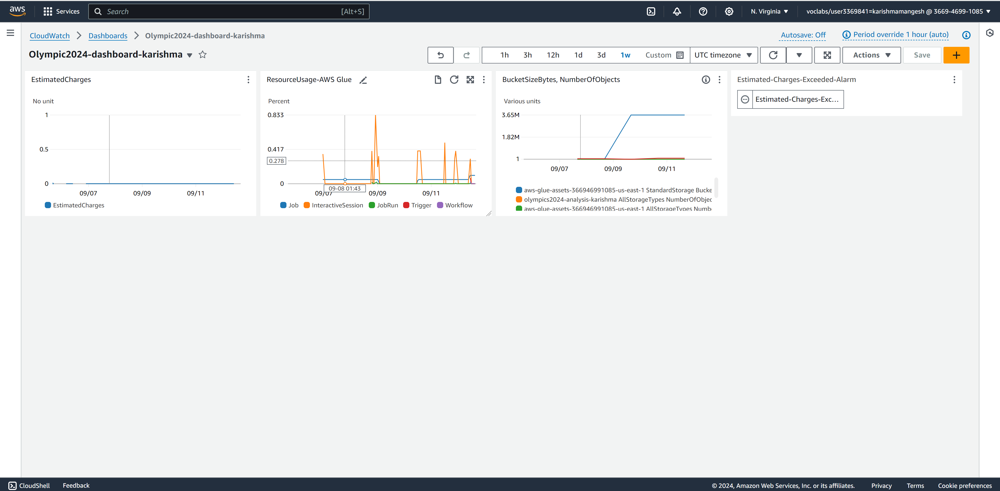 aws Services Search [Alt+S] N. Virginia voclabs/user3369841=karishmamangesh @ 3669-4699-1085
CloudWatch Dashboards Olympic2024-dashboard-karishma Autosave: Off Period override 1 hour (auto)
Olympic2024-dashboard-karishma 1h 3h 12h 1d 3d 1w Custom UTC timezone Actions Save
EstimatedCharges
No unit
1
0.5
0
09/07 09/09 09/11
EstimatedCharges
ResourceUsage-AWS Glue
Percent
0.833
0.417
0.278
0
09-08 01:43
09/07 09/09 09/11
Job InteractiveSession JobRun Trigger Workflow
BucketSizeBytes, NumberOfObjects
Various units
3.65M
1.82M
1
09/07 09/09 09/11
aws-glue-assets-366946991085-us-east-1 StandardStorage Bucke
olympics2024-analysis-karishma AllStorageTypes NumberOfObjec
aws-glue-assets-366946991085-us-east-1 AllStorageTypes Numb
Estimated-Charges-Exceeded-Alarm
Estimated-Charges-Exc...
CloudShell Feedback © 2024, Amazon Web Services, Inc. or its affiliates. Privacy Terms Cookie preferences